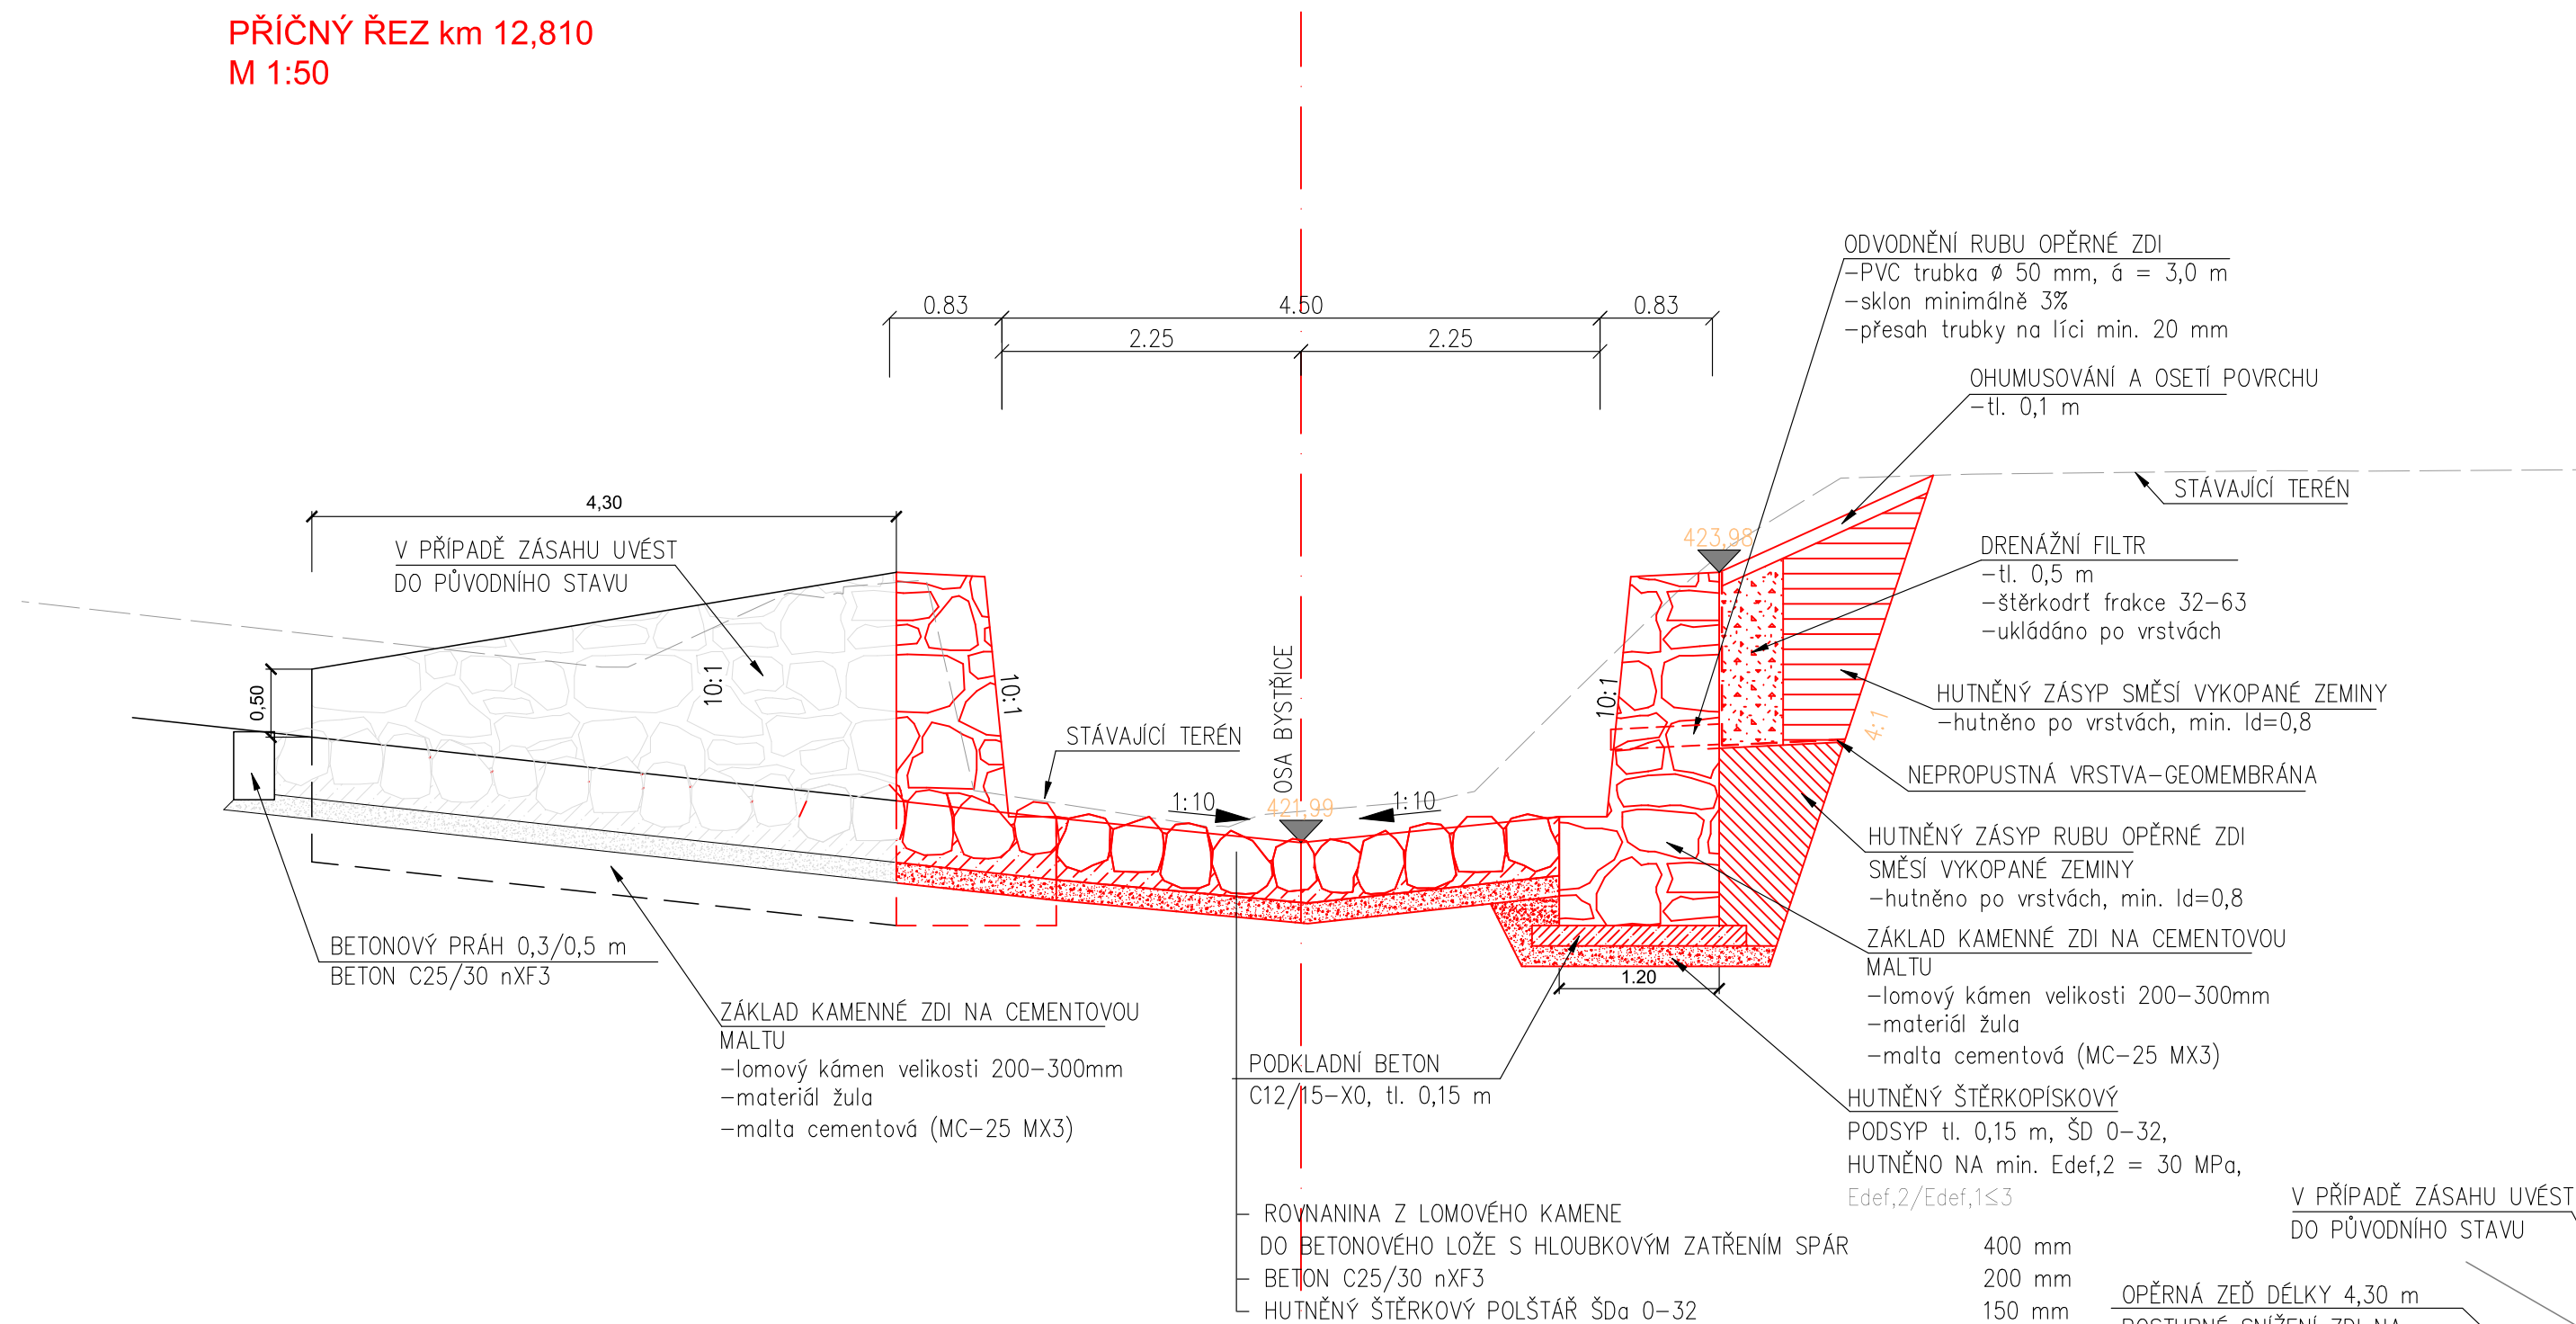 PŘÍČNÝ ŘEZ km 12,810
M 1:50
ODVODNĚNÍ RUBU OPĚRNÉ ZDI
-PVC trubka ø 50 mm, á = 3,0 m
-sklon minimálně 3%
-přesah trubky na líci min. 20 mm
0.83
4.50
0.83
2.25
2.25
OHUMUSOVÁNÍ A OSETÍ POVRCHU
-tl. 0,1 m
STÁVAJÍCÍ TERÉN
4,30
V PŘÍPADĚ ZÁSAHU UVÉST
DO PŮVODNÍHO STAVU
423,98
DRENÁŽNÍ FILTR
-tl. 0,5 m
-štěrkodrť frakce 32-63
-ukládáno po vrstvách
0,50
10:1
10:1
OSA BYSTŘICE
10:1
4:1
HUTNĚNÝ ZÁSYP SMĚSÍ VYKOPANÉ ZEMINY
-hutněno po vrstvách, min. Id=0,8
STÁVAJÍCÍ TERÉN
NEPROPUSTNÁ VRSTVA-GEOMEMBRÁNA
1:10
421,99
1:10
HUTNĚNÝ ZÁSYP RUBU OPĚRNÉ ZDI
SMĚSÍ VYKOPANÉ ZEMINY
-hutněno po vrstvách, min. Id=0,8
BETONOVÝ PRÁH 0,3/0,5 m
BETON C25/30 nXF3
ZÁKLAD KAMENNÉ ZDI NA CEMENTOVOU
MALTU
-lomový kámen velikosti 200-300mm
-materiál žula
-malta cementová (MC-25 MX3)
1.20
ZÁKLAD KAMENNÉ ZDI NA CEMENTOVOU
MALTU
-lomový kámen velikosti 200-300mm
-materiál žula
-malta cementová (MC-25 MX3)
PODKLADNÍ BETON
C12/15-X0, tl. 0,15 m
HUTNĚNÝ ŠTĚRKOPÍSKOVÝ
PODSYP tl. 0,15 m, ŠD 0-32,
HUTNĚNO NA min. Edef,2 = 30 MPa,
Edef,2/Edef,1≤3
ROVNANINA Z LOMOVÉHO KAMENE
DO BETONOVÉHO LOŽE S HLOUBKOVÝM ZATŘENÍM SPÁR 400 mm
BETON C25/30 nXF3 200 mm
HUTNĚNÝ ŠTĚRKOVÝ POLŠTÁŘ ŠDa 0-32 150 mm
V PŘÍPADĚ ZÁSAHU UVÉST
DO PŮVODNÍHO STAVU
OPĚRNÁ ZEĎ DÉLKY 4,30 m
POSTUPNÉ SNÍŽENÍ ZDI NA